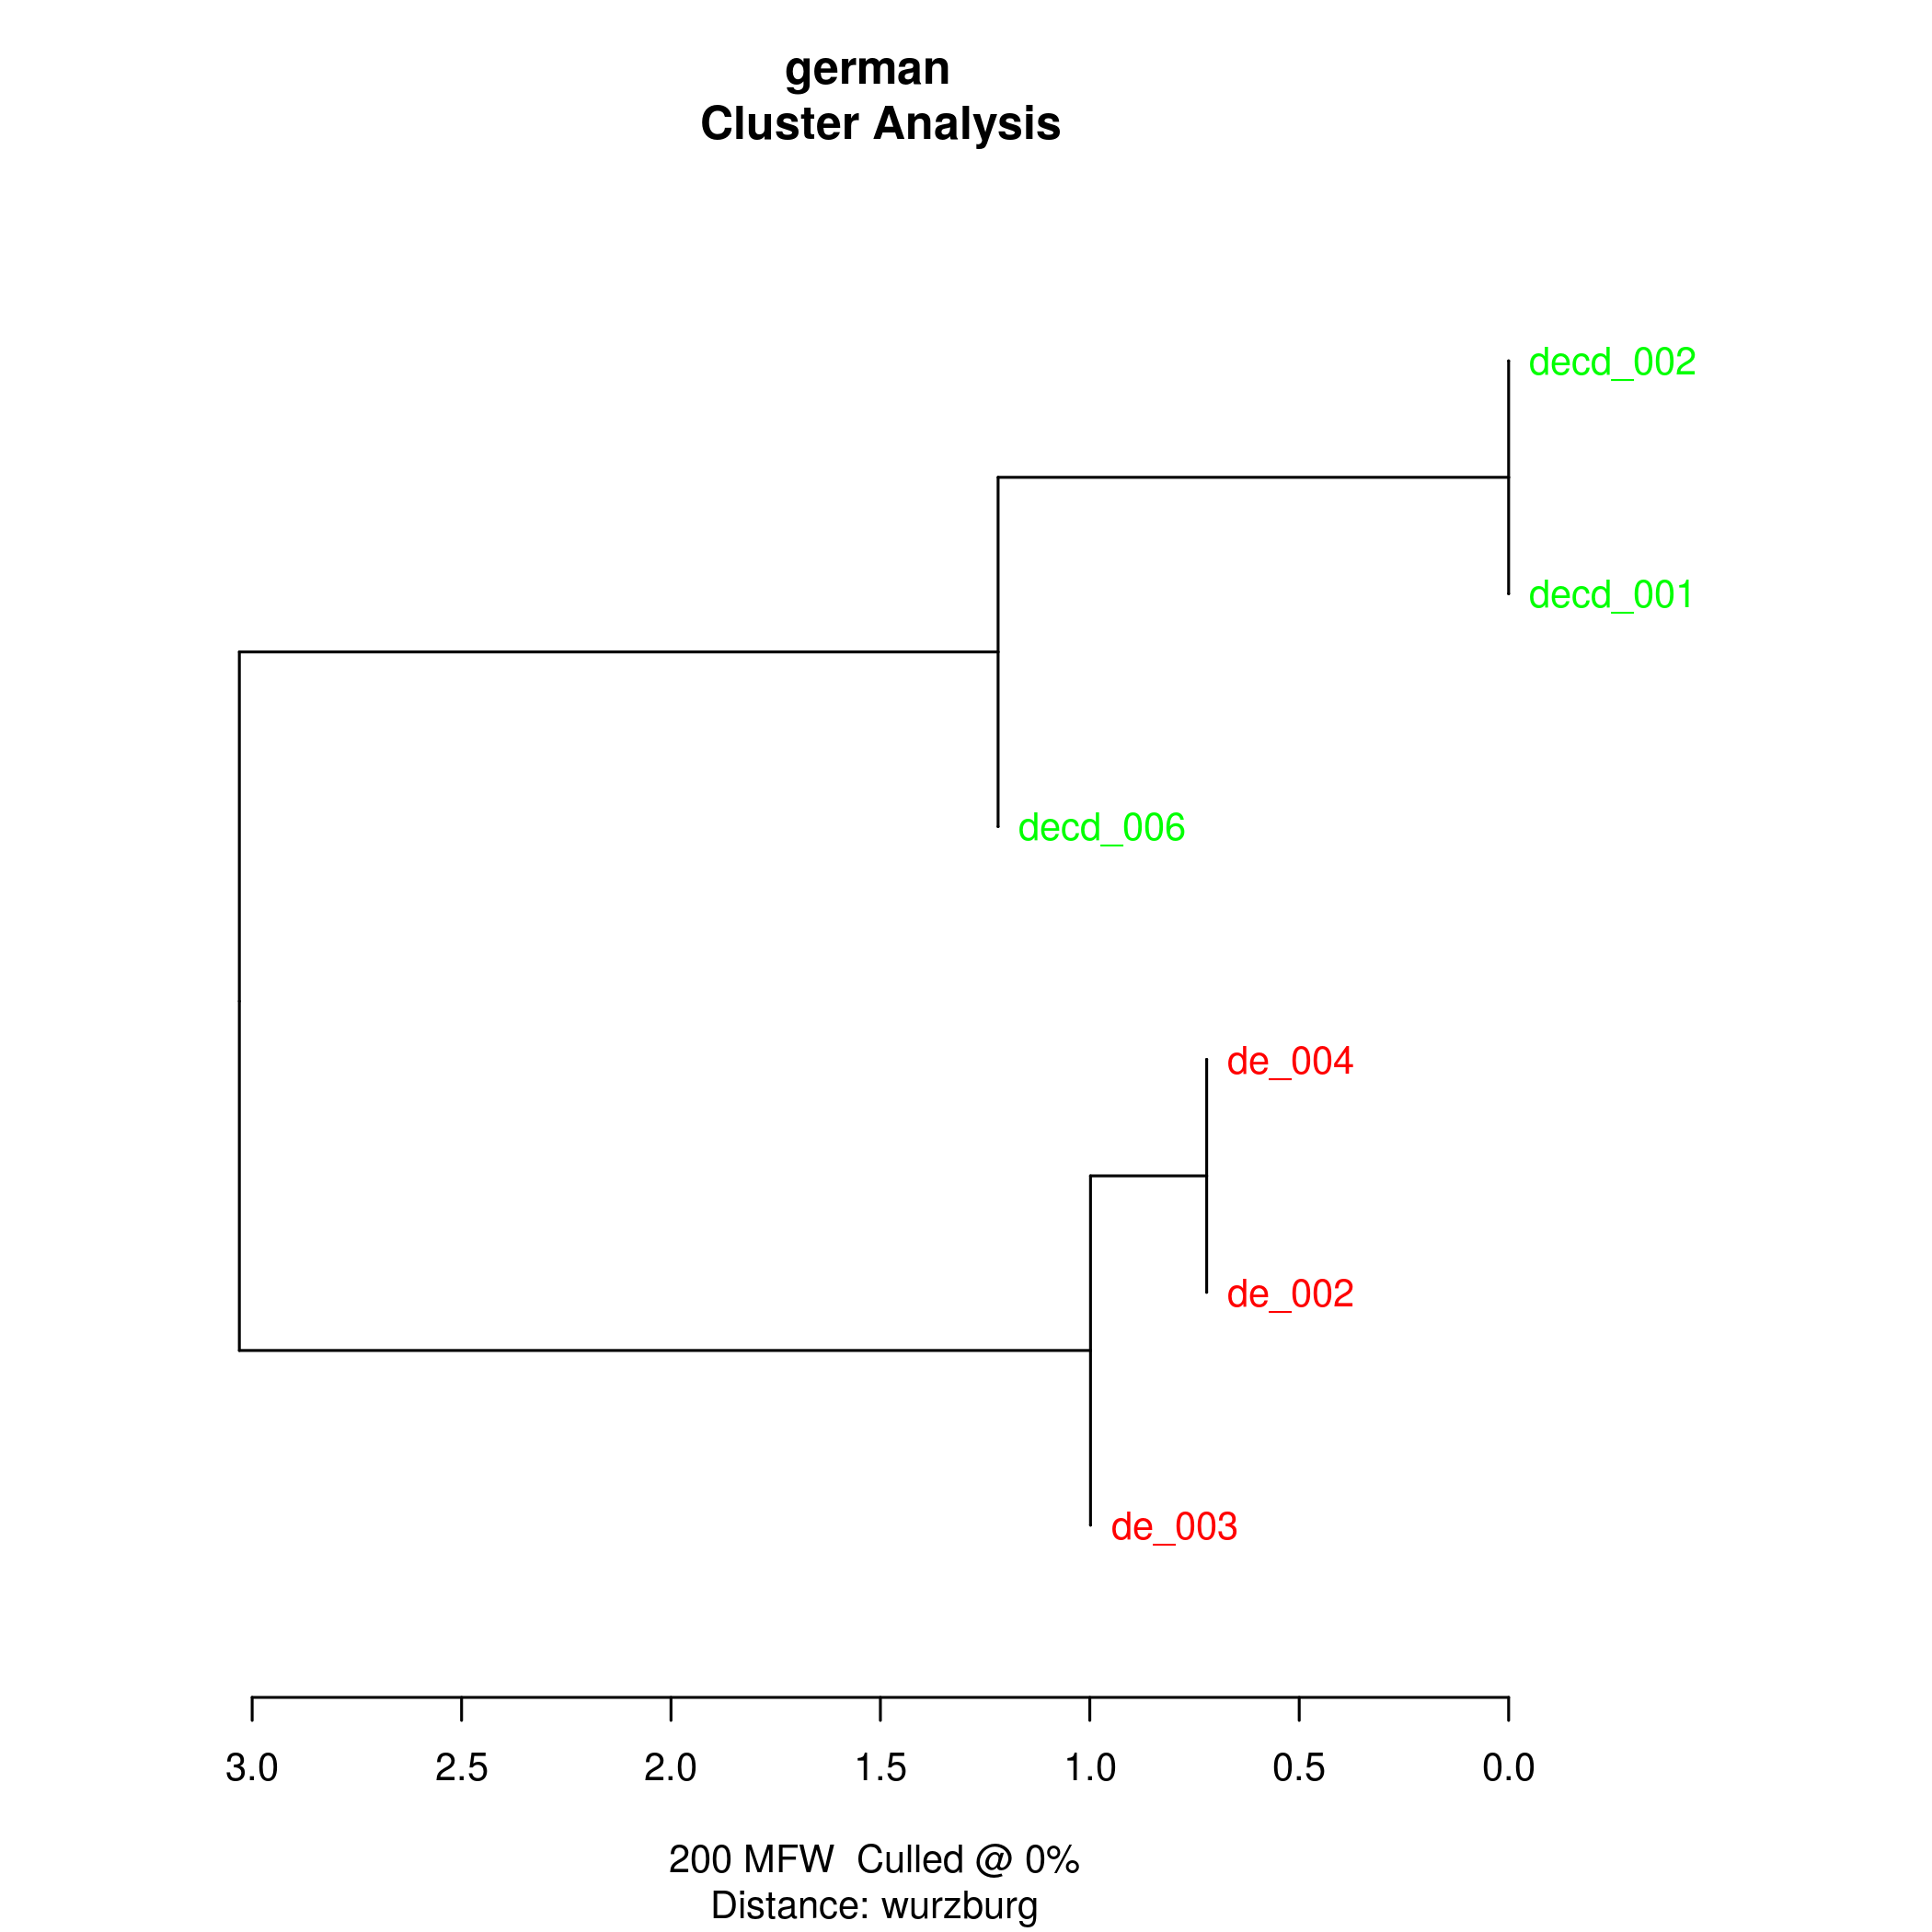 german
Cluster Analysis
decd_002
decd_001
decd_006
de_004
de_002
de_003
3.0 2.5 2.0 1.5 1.0 0.5 0.0
200 MFW  Culled @ 0%
Distance: wurzburg